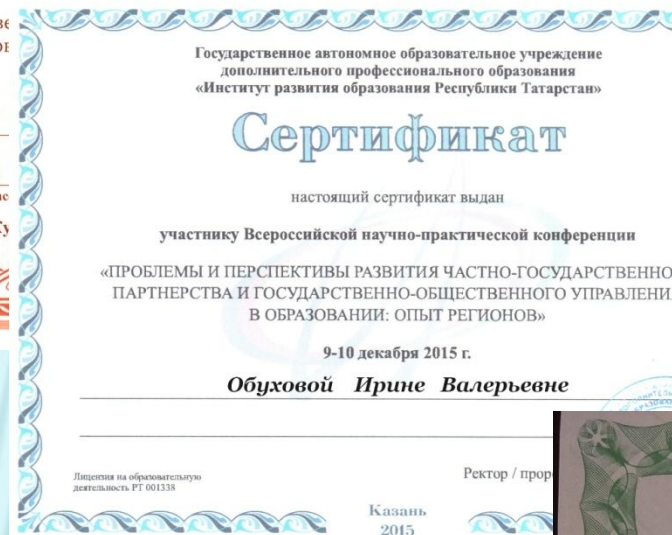 Государственное автономное образовательное учреждение
дополнительного профессионального образования
«Институт развития образования Республики Татарстан»
Сертификат
настоящий сертификат выдан
участнику Всероссийской научно-практической конференции
«ПРОБЛЕМЫ И ПЕРСПЕКТИВЫ РАЗВИТИЯ ЧАСТНО-ГОСУДАРСТВЕННО
ПАРТНЕРСТВА И ГОСУДАРСТВЕННО-ОБЩЕСТВЕННОГО УПРАВЛЕНИ
В ОБРАЗОВАНИИ: ОПЫТ РЕГИОНОВ»
9-10 декабря 2015 г.
Обуховой Ирине Валерьевне
Лицензия на образовательную
деятельность РТ 001338
Ректор /
Казань
2015